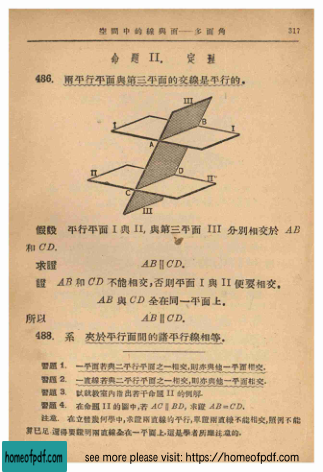 空間中的線與面——多面角 317
命題 II. 定理
486. 兩平行平面與第三平面的交線是平行的。
III
I B
A I
II D II
C
III
假設 平行平面 I 與 II, 與第三平面 III 分別相交於 AB
和 CD.
求證 AB ∥ CD.
證 AB 和 CD 不能相交, 否則平面 I 與 II 便要相交。
AB 與 CD 全在同一平面上。
所以 AB ∥ CD.
488. 系 夾於平行面間的諸平行線相等。
習題 1. 一平面若與二平行平面之一相交, 則亦與他一平面相交.
習題 2. 一直線若與二平行平面之一相交, 則亦與他一平面相交.
習題 3. 試就教室內指出若干命題 II 的例解.
習題 4. 在命題 II 的圖中, 若 AC ∥ BD, 求證 AB = CD.
注意. 在立體幾何學中, 求證兩直線的平行, 單證兩直線不能相交, 照例不能
算已足. 還得要證明兩直線全在一平面上. 這是學者所應注意的.
homeofpdf.com
see more please visit: https://homeofpdf.com